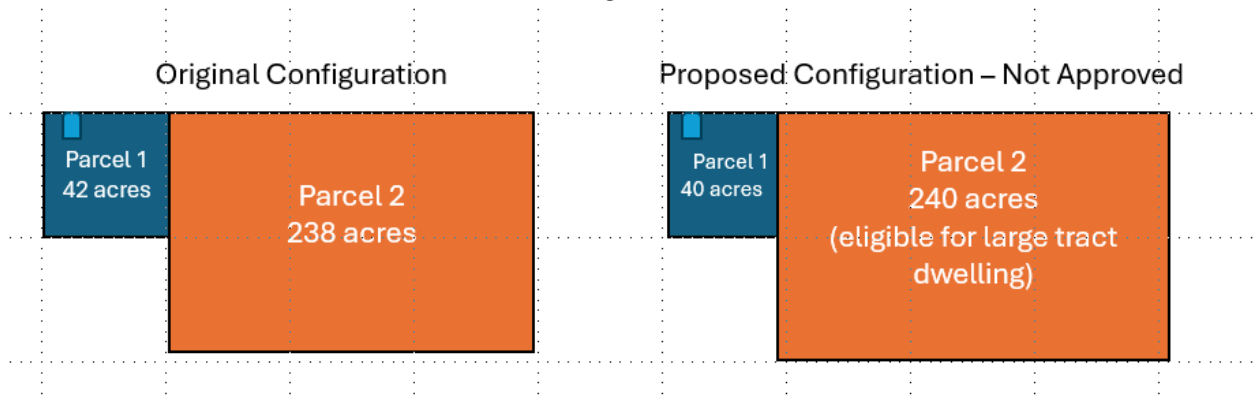 Original Configuration
Parcel 1
42 acres
Parcel 2
238 acres
Proposed Configuration – Not Approved
Parcel 1
40 acres
Parcel 2
240 acres
(eligible for large tract
dwelling)